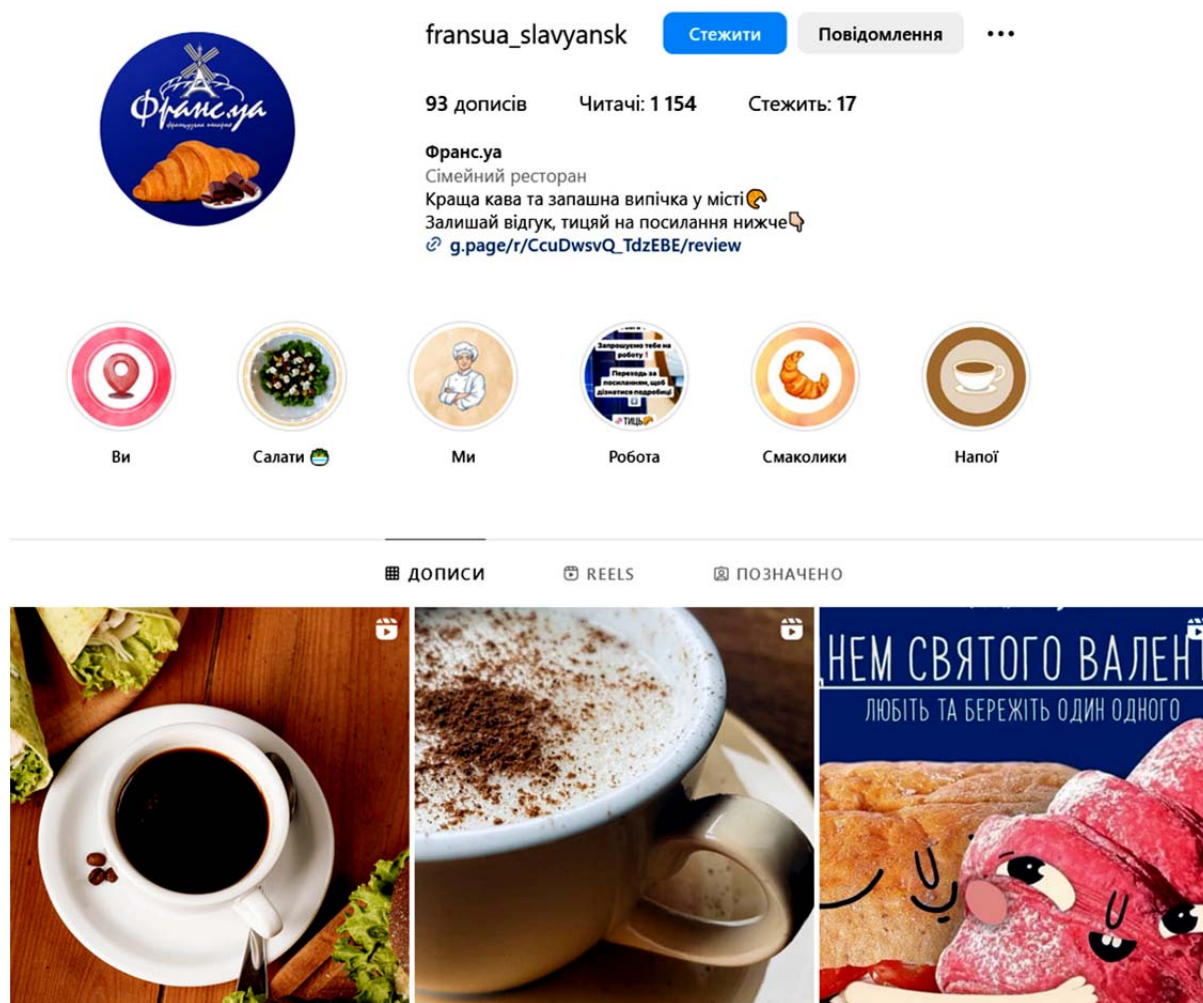 fransua_slavyansk
Стежити
Повідомлення
Франс.уа
французская пекарня
93 дописів
Читачі: 1 154
Стежить: 17
Франс.уа
Сімейний ресторан
Краща кава та запашна випічка у місті🥐
Залишай відгук, тицяй на посилання нижче👇🏻
g.page/r/CcuDwsvQ_TdzEBE/review
Запрошуємо тебе на
роботу !
Переходь за
посиланням, щоб
дізнатися подробиці
ТИЦЬ
Ви
Салати 🥗
Ми
Робота
Смаколики
Напої
ДОПИСИ
REELS
ПОЗНАЧЕНО
НЕМ СВЯТОГО ВАЛЕНТ
ЛЮБІТЬ ТА БЕРЕЖІТЬ ОДИН ОДНОГО